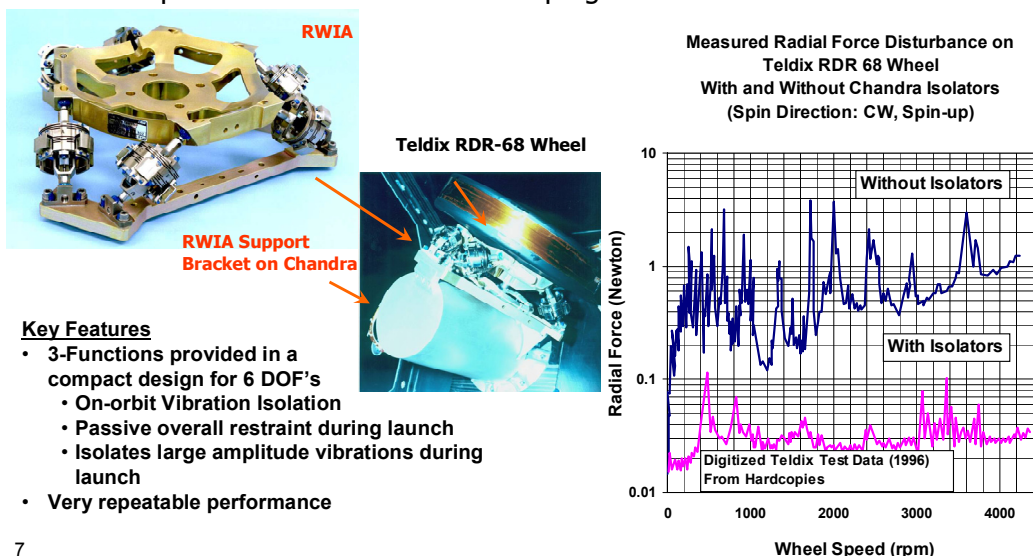 RWIA
Teldix RDR-68 Wheel
RWIA Support
Bracket on Chandra
Key Features
• 3-Functions provided in a
compact design for 6 DOF's
• On-orbit Vibration Isolation
• Passive overall restraint during launch
• Isolates large amplitude vibrations during
launch
• Very repeatable performance
7
Measured Radial Force Disturbance on
Teldix RDR 68 Wheel
With and Without Chandra Isolators
(Spin Direction: CW, Spin-up)
Radial Force (Newton)
10
1
0.1
0.01
Without Isolators
With Isolators
Digitized Teldix Test Data (1996)
From Hardcopies
0 1000 2000 3000 4000
Wheel Speed (rpm)